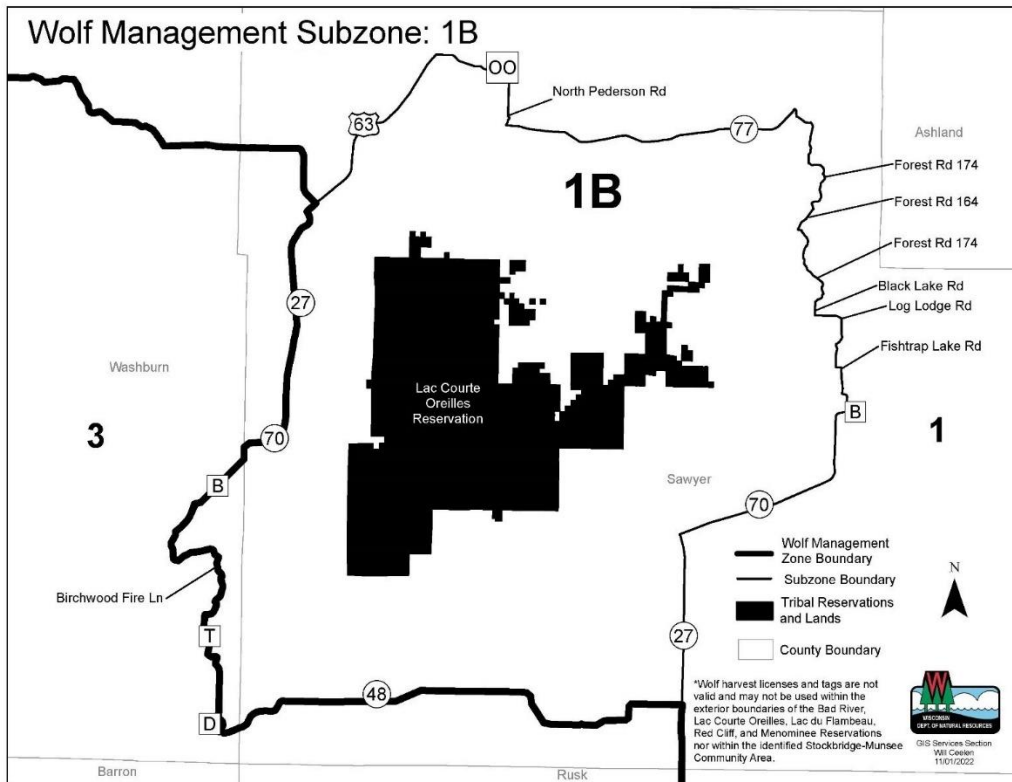 Wolf Management Subzone: 1B
OO
North Pederson Rd
63
77
Ashland
Forest Rd 174
1B
Forest Rd 164
Forest Rd 174
Black Lake Rd
27
Log Lodge Rd
Fishtrap Lake Rd
Washburn
Lac Courte
Oreilles
Reservation
B
3
70
1
Sawyer
B
70
Wolf Management
Zone Boundary
Subzone Boundary
N
Birchwood Fire Ln
Tribal Reservations
and Lands
T
27
County Boundary
48
*Wolf harvest licenses and tags are not
valid and may not be used within the
exterior boundaries of the Bad River,
Lac Courte Oreilles, Lac du Flambeau,
Red Cliff, and Menominee Reservations
nor within the identified Stockbridge-Munsee
Community Area.
W
WISCONSIN
DEPT. OF NATURAL RESOURCES
D
GIS Services Section
Will Ceelen
11/01/2022
Barron
Rusk